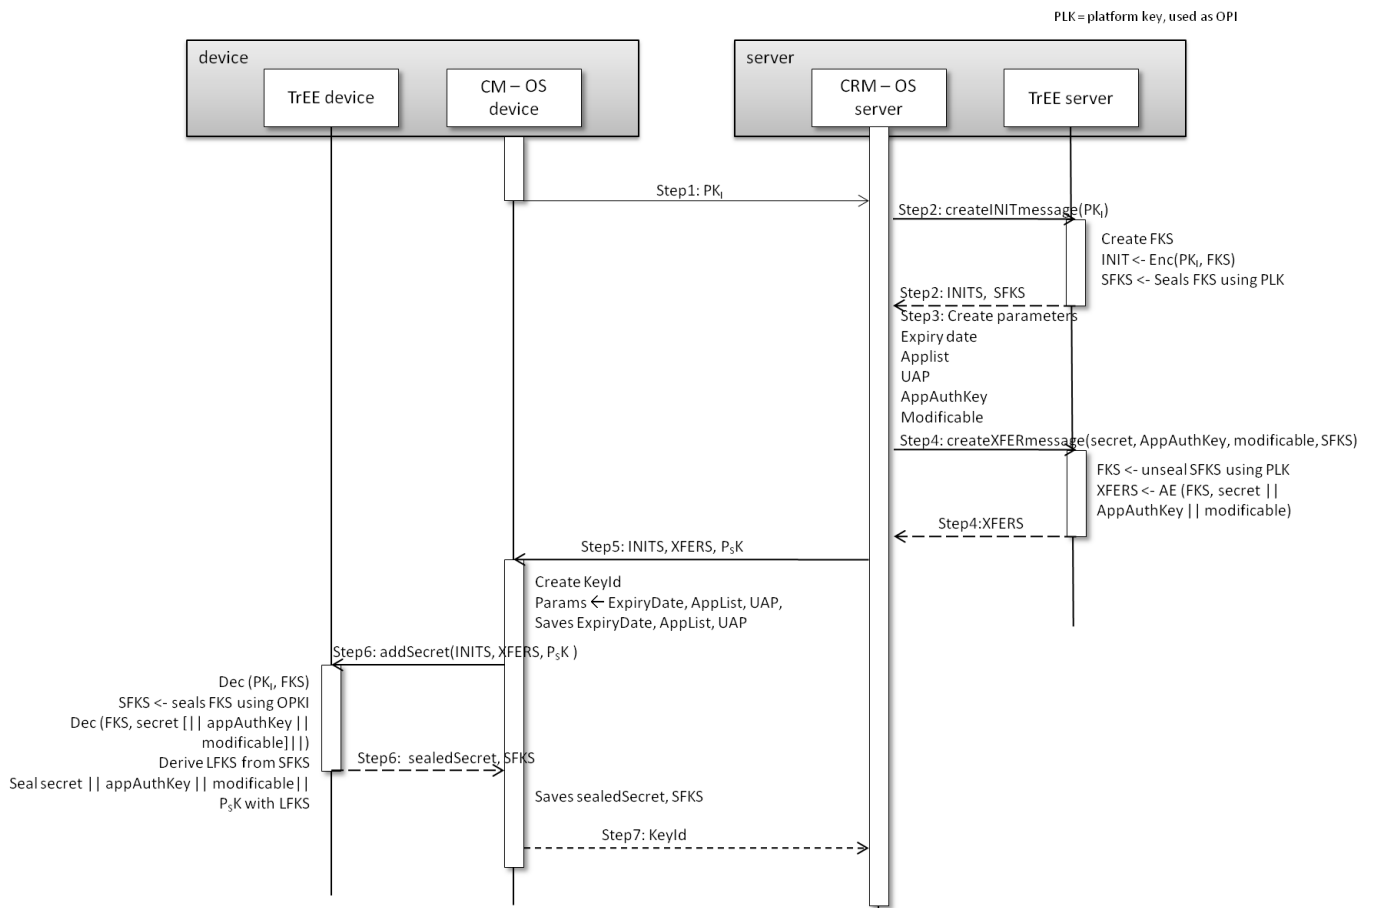 PLK = platform key, used as OPI
device
server
TrEE device
CM – OS
device
CRM – OS
server
TrEE server
Step1: PKI
Step2: createINITmessage(PKI)
Create FKS
INIT <- Enc(PKI, FKS)
SFKS <- Seals FKS using PLK
Step2: INITS, SFKS
Step3: Create parameters
Expiry date
Applist
UAP
AppAuthKey
Modificable
Step4: createXFERmessage(secret, AppAuthKey, modificable, SFKS)
FKS <- unseal SFKS using PLK
XFERS <- AE (FKS, secret ||
AppAuthKey || modificable)
Step4:XFERS
Step5: INITS, XFERS, PSK
Create KeyId
Params ← ExpiryDate, AppList, UAP,
Saves ExpiryDate, AppList, UAP
Step6: addSecret(INITS, XFERS, PSK )
Dec (PKI, FKS)
SFKS <- seals FKS using OPKI
Dec (FKS, secret [|| appAuthKey ||
modificable]||)
Derive LFKS from SFKS
Seal secret || appAuthKey || modificable||
PSK with LFKS
Step6: sealedSecret, SFKS
Saves sealedSecret, SFKS
Step7: KeyId